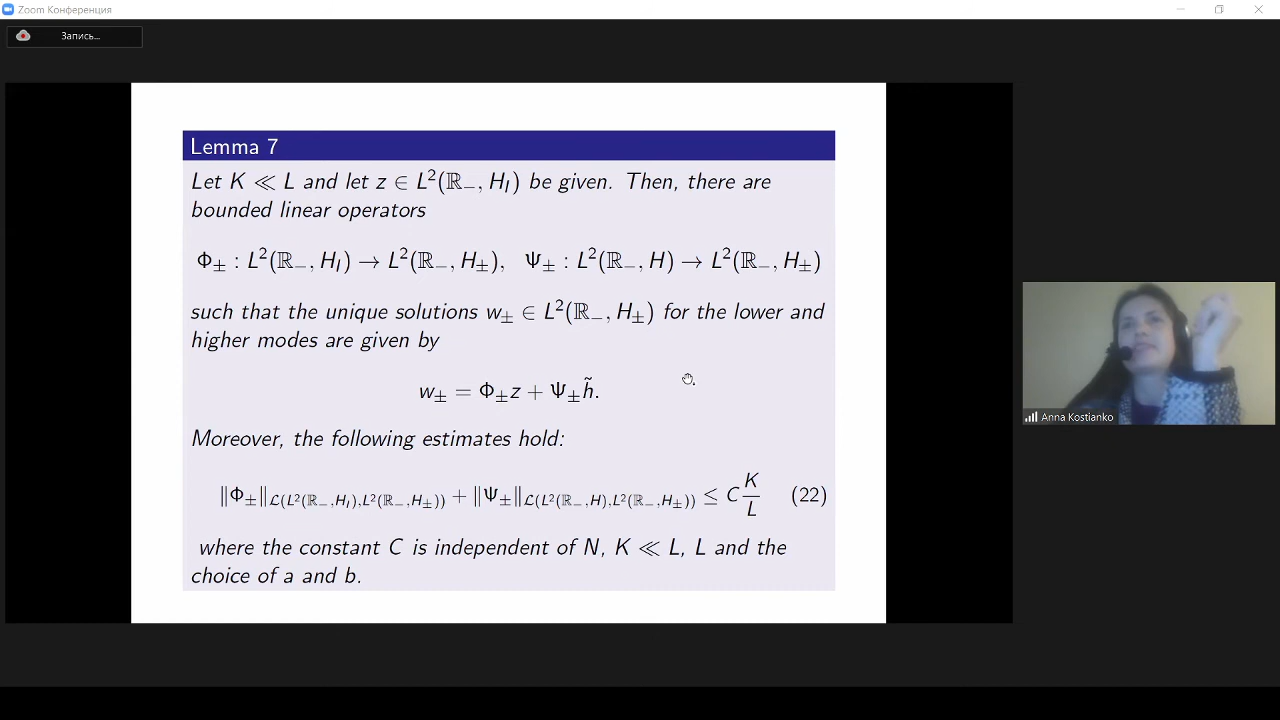 Zoom Конференция
Запись...
Lemma 7
Let K ≪ L and let z ∈ L²(ℝ₋, H_I) be given. Then, there are
bounded linear operators
Φ± : L²(ℝ₋, H_I) → L²(ℝ₋, H±), Ψ± : L²(ℝ₋, H) → L²(ℝ₋, H±)
such that the unique solutions w± ∈ L²(ℝ₋, H±) for the lower and
higher modes are given by
w± = Φ±z + Ψ±h̃.
Moreover, the following estimates hold:
‖Φ±‖_{𝓛(L²(ℝ₋,H_I),L²(ℝ₋,H±))} + ‖Ψ±‖_{𝓛(L²(ℝ₋,H),L²(ℝ₋,H±))} ≤ C K/L (22)
where the constant C is independent of N, K ≪ L, L and the
choice of a and b.
Anna Kostianko